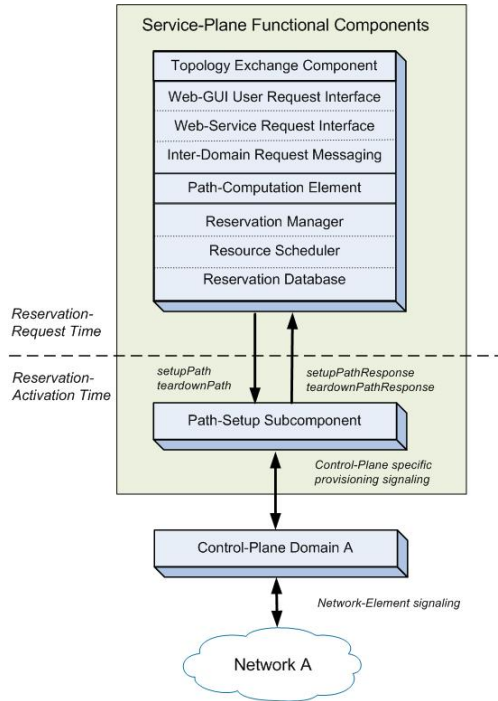 Service-Plane Functional Components
Topology Exchange Component
Web-GUI User Request Interface
Web-Service Request Interface
Inter-Domain Request Messaging
Path-Computation Element
Reservation Manager
Resource Scheduler
Reservation Database
Reservation-
Request Time
Reservation-
Activation Time
setupPath
teardownPath
setupPathResponse
teardownPathResponse
Path-Setup Subcomponent
Control-Plane specific
provisioning signaling
Control-Plane Domain A
Network-Element signaling
Network A